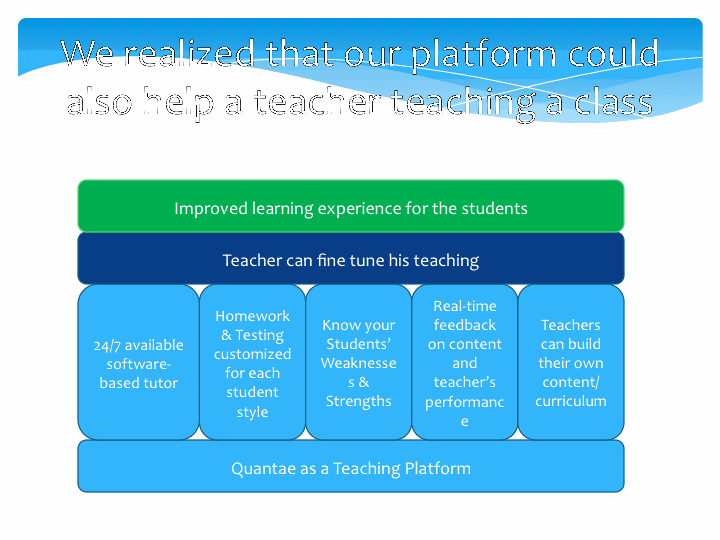 We realized that our platform could
also help a teacher teaching a class
Improved learning experience for the students
Teacher can fine tune his teaching
24/7 available
software-
based tutor
Homework
& Testing
customized
for each
student
style
Know your
Students’
Weaknesse
s &
Strengths
Real-time
feedback
on content
and
teacher’s
performanc
e
Teachers
can build
their own
content/
curriculum
Quantae as a Teaching Platform